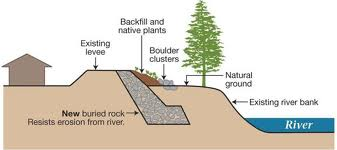 Backfill and
native plants
Existing
levee
Boulder
clusters
Natural
ground
Existing river bank
New buried rock
Resists erosion from river.
River